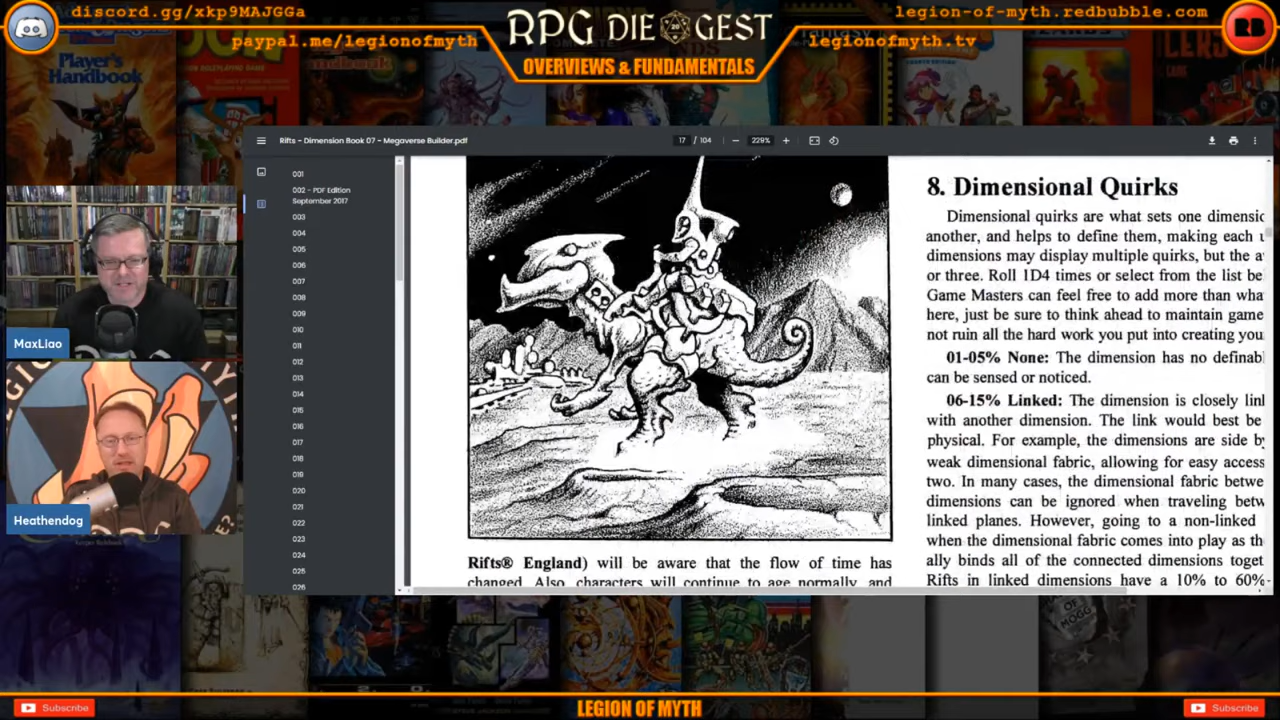 discord.gg/xkp9MAJGGa
paypal.me/legionofmyth
RPG DIE GEST
OVERVIEWS & FUNDAMENTALS
legion-of-myth.redbubble.com
legionofmyth.tv
Player's
Handbook
Rifts - Dimension Book 07 - Megaverse Builder.pdf
17 / 104
229%
001
002 - PDF Edition
September 2017
003
004
005
006
007
008
009
010
011
012
013
014
015
016
017
018
019
020
021
022
023
024
025
026
MaxLiao
Heathendog
Rifts® England) will be aware that the flow of time has
changed. Also, characters will continue to age normally, and
8. Dimensional Quirks
Dimensional quirks are what sets one dimensio
another, and helps to define them, making each u
dimensions may display multiple quirks, but the a
or three. Roll 1D4 times or select from the list be
Game Masters can feel free to add more than wha
here, just be sure to think ahead to maintain game
not ruin all the hard work you put into creating you
01-05% None: The dimension has no definabl
can be sensed or noticed.
06-15% Linked: The dimension is closely link
with another dimension. The link would best be
physical. For example, the dimensions are side by
weak dimensional fabric, allowing for easy access
two. In many cases, the dimensional fabric betwe
dimensions can be ignored when traveling betw
linked planes. However, going to a non-linked
when the dimensional fabric comes into play as th
ally binds all of the connected dimensions toget
Rifts in linked dimensions have a 10% to 60%
Subscribe
LEGION OF MYTH
Subscribe